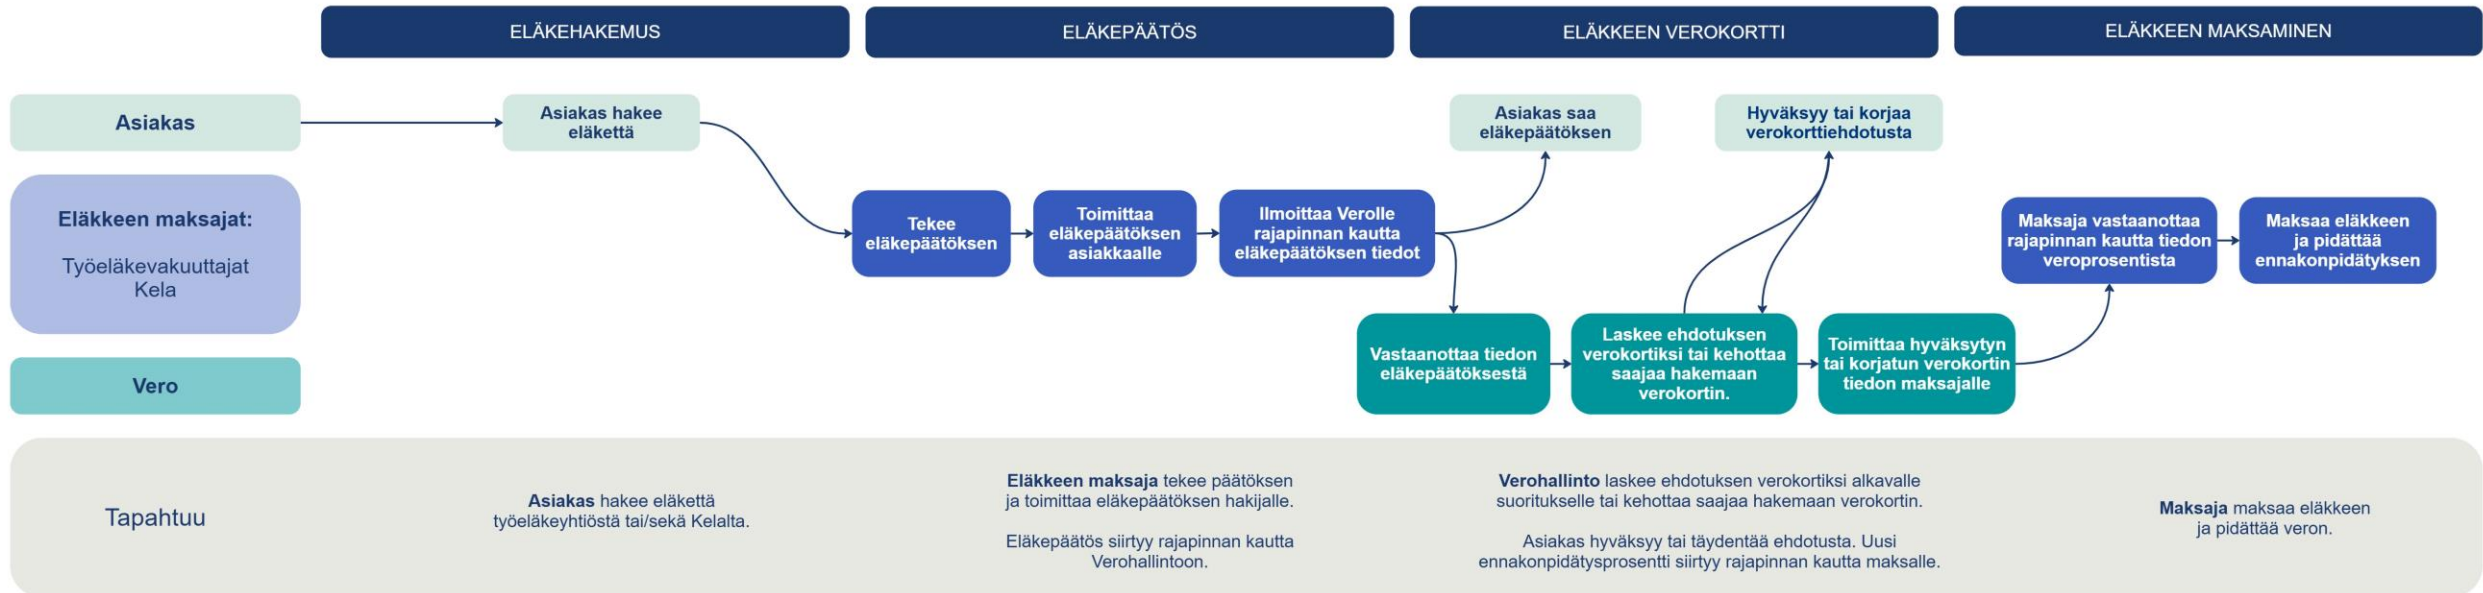 ELÄKEHAKEMUS
ELÄKEPÄÄTÖS
ELÄKKEEN VEROKORTTI
ELÄKKEEN MAKSAMINEN
Asiakas
Asiakas hakee
eläkettä
Asiakas saa
eläkepäätöksen
Hyväksyy tai korjaa
verokorttiehdotusta
Eläkkeen maksajat:
Työeläkevakuuttajat
Kela
Tekee
eläkepäätöksen
Toimittaa
eläkepäätöksen
asiakkaalle
Ilmoittaa Verolle
rajapinnan kautta
eläkepäätöksen tiedot
Maksaja vastaanottaa
rajapinnan kautta tiedon
veroprosentista
Maksaa eläkkeen
ja pidättää
ennakonpidätyksen
Vero
Vastaanottaa tiedon
eläkepäätöksestä
Laskee ehdotuksen
verokortiksi tai kehottaa
saajaa hakemaan
verokortin.
Toimittaa hyväksytyn
tai korjatun verokortin
tiedon maksajalle
Tapahtuu
Asiakas hakee eläkettä
työeläkeyhtiöstä tai/sekä Kelalta.
Eläkkeen maksaja tekee päätöksen
ja toimittaa eläkepäätöksen hakijalle.
Eläkepäätös siirtyy rajapinnan kautta
Verohallintoon.
Verohallinto laskee ehdotuksen verokortiksi alkavalle
suoritukselle tai kehottaa saajaa hakemaan verokortin.
Asiakas hyväksyy tai täydentää ehdotusta. Uusi
ennakonpidätysprosentti siirtyy rajapinnan kautta maksalle.
Maksaja maksaa eläkkeen
ja pidättää veron.